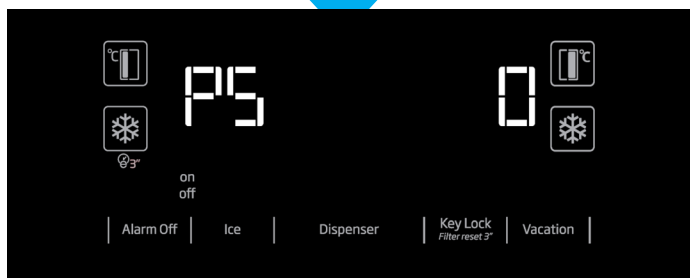 °C
°C
PS 0
3"
on
off
Alarm Off Ice Dispenser Key Lock Vacation
Filter reset 3"